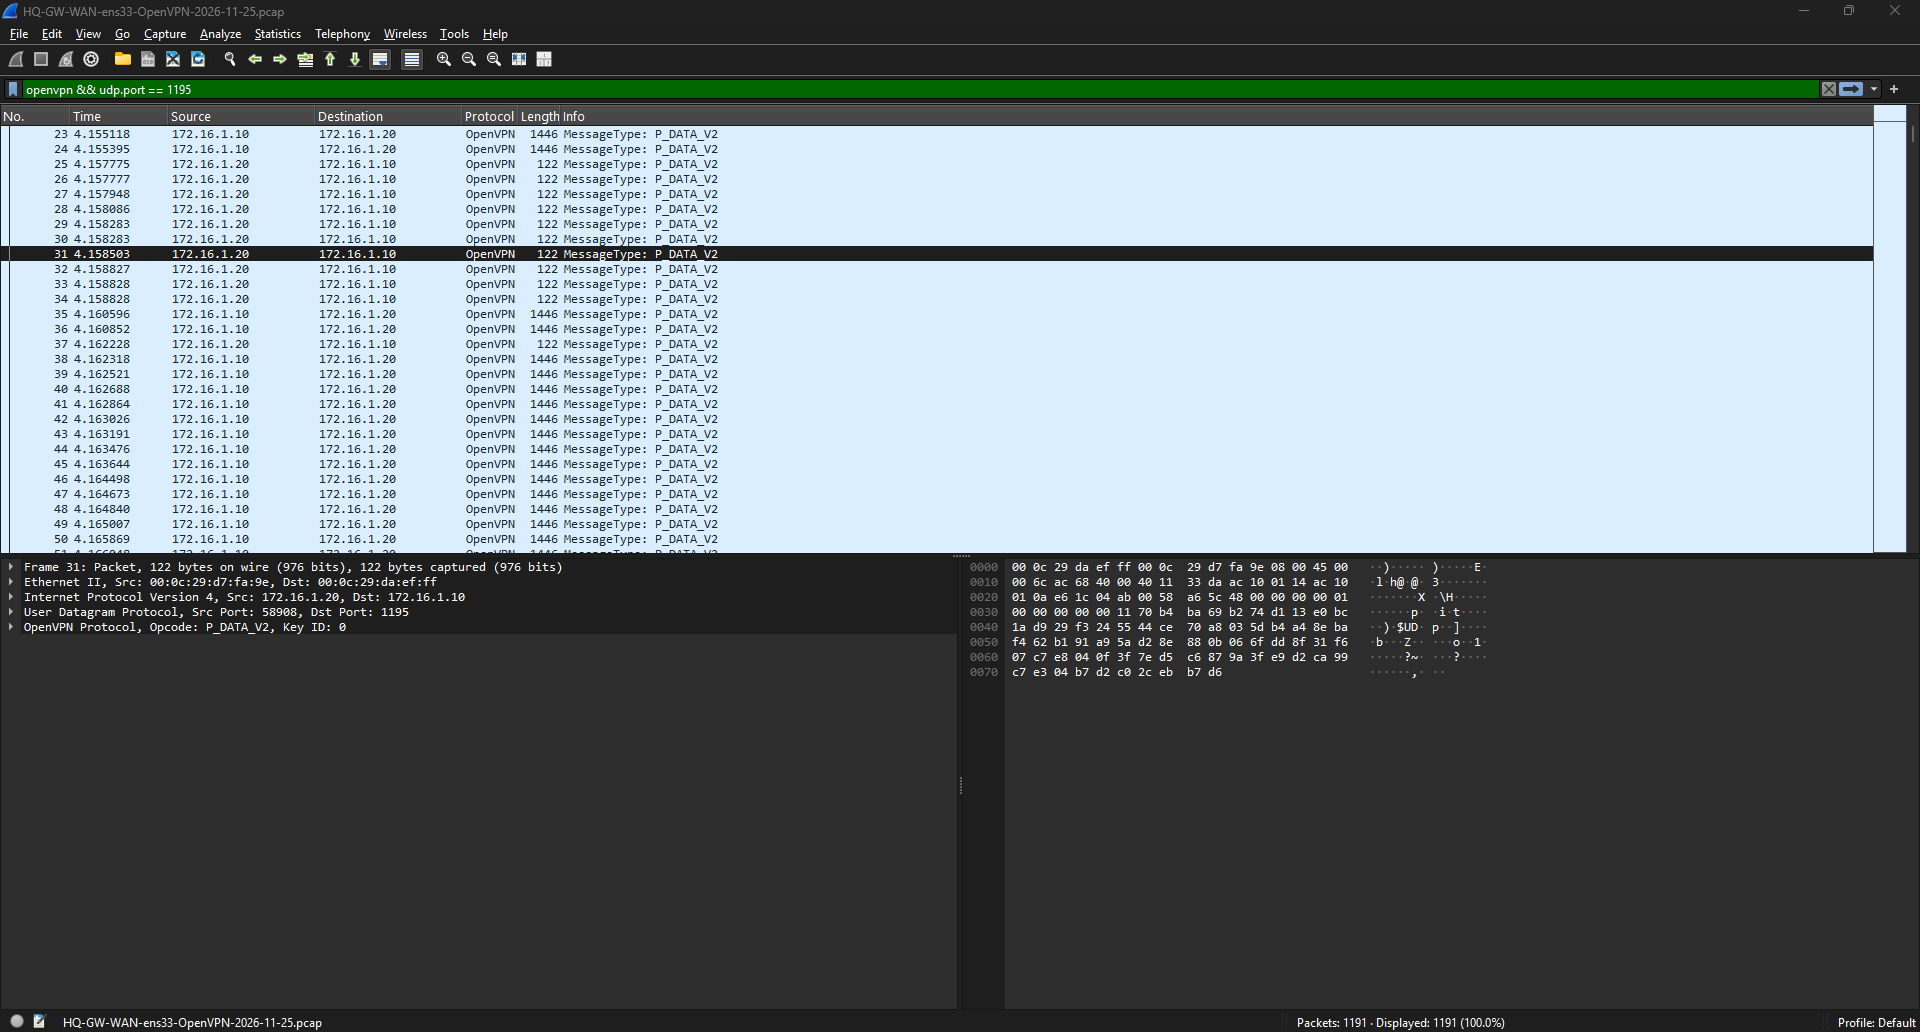 HQ-GW-WAN-ens33-OpenVPN-2026-11-25.pcap
File Edit View Go Capture Analyze Statistics Telephony Wireless Tools Help
openvpn && udp.port == 1195
No. Time Source Destination Protocol Length Info
23 4.155118 172.16.1.10 172.16.1.20 OpenVPN 1446 MessageType: P_DATA_V2
24 4.155395 172.16.1.10 172.16.1.20 OpenVPN 1446 MessageType: P_DATA_V2
25 4.157775 172.16.1.20 172.16.1.10 OpenVPN 122 MessageType: P_DATA_V2
26 4.157777 172.16.1.20 172.16.1.10 OpenVPN 122 MessageType: P_DATA_V2
27 4.157948 172.16.1.20 172.16.1.10 OpenVPN 122 MessageType: P_DATA_V2
28 4.158086 172.16.1.20 172.16.1.10 OpenVPN 122 MessageType: P_DATA_V2
29 4.158283 172.16.1.20 172.16.1.10 OpenVPN 122 MessageType: P_DATA_V2
30 4.158283 172.16.1.20 172.16.1.10 OpenVPN 122 MessageType: P_DATA_V2
31 4.158503 172.16.1.20 172.16.1.10 OpenVPN 122 MessageType: P_DATA_V2
32 4.158827 172.16.1.20 172.16.1.10 OpenVPN 122 MessageType: P_DATA_V2
33 4.158828 172.16.1.20 172.16.1.10 OpenVPN 122 MessageType: P_DATA_V2
34 4.158828 172.16.1.20 172.16.1.10 OpenVPN 122 MessageType: P_DATA_V2
35 4.160596 172.16.1.10 172.16.1.20 OpenVPN 1446 MessageType: P_DATA_V2
36 4.160852 172.16.1.10 172.16.1.20 OpenVPN 1446 MessageType: P_DATA_V2
37 4.162228 172.16.1.20 172.16.1.10 OpenVPN 122 MessageType: P_DATA_V2
38 4.162318 172.16.1.10 172.16.1.20 OpenVPN 1446 MessageType: P_DATA_V2
39 4.162521 172.16.1.10 172.16.1.20 OpenVPN 1446 MessageType: P_DATA_V2
40 4.162688 172.16.1.10 172.16.1.20 OpenVPN 1446 MessageType: P_DATA_V2
41 4.162864 172.16.1.10 172.16.1.20 OpenVPN 1446 MessageType: P_DATA_V2
42 4.163026 172.16.1.10 172.16.1.20 OpenVPN 1446 MessageType: P_DATA_V2
43 4.163191 172.16.1.10 172.16.1.20 OpenVPN 1446 MessageType: P_DATA_V2
44 4.163476 172.16.1.10 172.16.1.20 OpenVPN 1446 MessageType: P_DATA_V2
45 4.163644 172.16.1.10 172.16.1.20 OpenVPN 1446 MessageType: P_DATA_V2
46 4.164498 172.16.1.10 172.16.1.20 OpenVPN 1446 MessageType: P_DATA_V2
47 4.164673 172.16.1.10 172.16.1.20 OpenVPN 1446 MessageType: P_DATA_V2
48 4.164840 172.16.1.10 172.16.1.20 OpenVPN 1446 MessageType: P_DATA_V2
49 4.165007 172.16.1.10 172.16.1.20 OpenVPN 1446 MessageType: P_DATA_V2
50 4.165869 172.16.1.10 172.16.1.20 OpenVPN 1446 MessageType: P_DATA_V2
Frame 31: Packet, 122 bytes on wire (976 bits), 122 bytes captured (976 bits)
Ethernet II, Src: 00:0c:29:d7:fa:9e, Dst: 00:0c:29:da:ef:ff
Internet Protocol Version 4, Src: 172.16.1.20, Dst: 172.16.1.10
User Datagram Protocol, Src Port: 58908, Dst Port: 1195
OpenVPN Protocol, Opcode: P_DATA_V2, Key ID: 0
0000 00 0c 29 da ef ff 00 0c 29 d7 fa 9e 08 00 45 00 ··)·····)·····E·
0010 00 6c ac 68 40 00 40 11 33 da ac 10 01 14 ac 10 ·l·h@·@·3·······
0020 01 0a e6 1c 04 ab 00 58 a6 5c 48 00 00 00 00 01 ·······X·\H·····
0030 00 00 00 00 00 11 70 b4 ba 69 b2 74 d1 13 e0 bc ······p··i·t····
0040 1a d9 29 f3 24 55 44 ce 70 a8 03 5d b4 a4 8e ba ··)·$UD·p··]····
0050 f4 62 b1 91 a9 5a d2 8e 88 0b 06 6f dd 8f 31 f6 ·b···Z·····o··1·
0060 07 c7 e8 04 0f 3f 7e d5 c6 87 9a 3f e9 d2 ca 99 ·····?~····?····
0070 c7 e3 04 b7 d2 c0 2c eb b7 d6 ······,···
HQ-GW-WAN-ens33-OpenVPN-2026-11-25.pcap
Packets: 1191 · Displayed: 1191 (100.0%)
Profile: Default